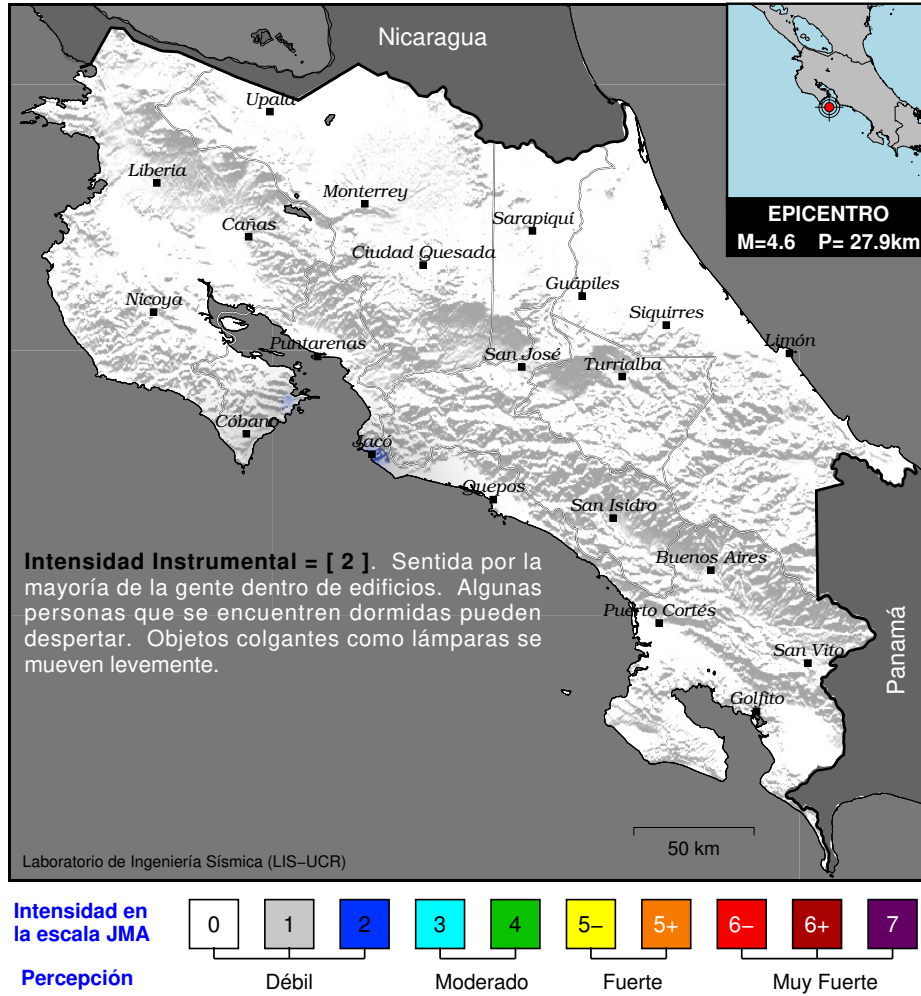 Nicaragua
Upala
Liberia
Monterrey
Cañas
Sarapiquí
Ciudad Quesada
EPICENTRO
M=4.6 P= 27.9km
Nicoya
Guápiles
Siquirres
Puntarenas
San José
Limón
Turrialba
Cóbano
Jacó
Quepos
San Isidro
Intensidad Instrumental = [ 2 ]. Sentida por la
mayoría de la gente dentro de edificios. Algunas
personas que se encuentren dormidas pueden
despertar. Objetos colgantes como lámparas se
mueven levemente.
Buenos Aires
Puerto Cortés
San Vito
Panamá
Golfito
50 km
Laboratorio de Ingeniería Sísmica (LIS–UCR)
Intensidad en
la escala JMA
0 1 2 3 4 5− 5+ 6− 6+ 7
Percepción
Débil Moderado Fuerte Muy Fuerte